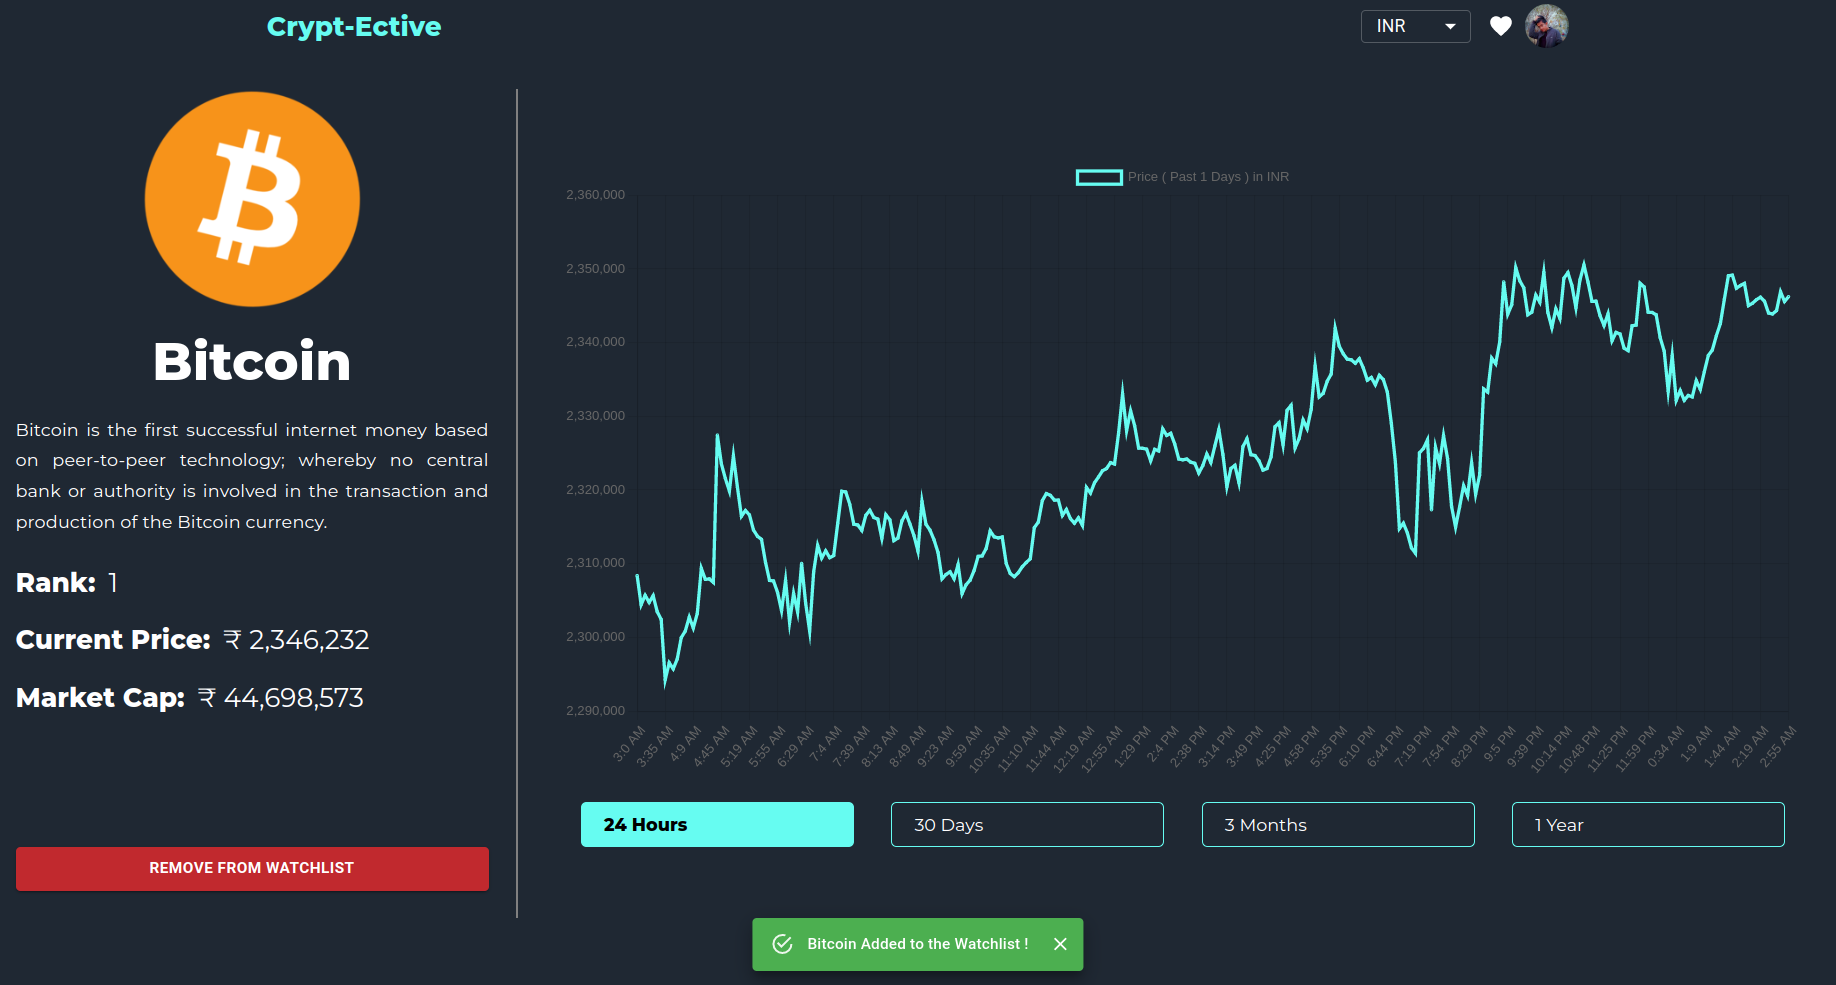 Crypt-Ective
INR
Bitcoin
Bitcoin is the first successful internet money based
on peer-to-peer technology; whereby no central
bank or authority is involved in the transaction and
production of the Bitcoin currency.
Rank: 1
Current Price: ₹ 2,346,232
Market Cap: ₹ 44,698,573
REMOVE FROM WATCHLIST
Price ( Past 1 Days ) in INR
2,360,000
2,350,000
2,340,000
2,330,000
2,320,000
2,310,000
2,300,000
2,290,000
3:0 AM
3:35 AM
4:9 AM
4:45 AM
5:19 AM
5:55 AM
6:29 AM
7:4 AM
7:39 AM
8:13 AM
8:49 AM
9:23 AM
9:59 AM
10:35 AM
11:10 AM
11:44 AM
12:19 AM
12:55 AM
1:29 PM
2:4 PM
2:38 PM
3:14 PM
3:49 PM
4:25 PM
4:58 PM
5:35 PM
6:10 PM
6:44 PM
7:19 PM
7:54 PM
8:29 PM
9:5 PM
9:39 PM
10:14 PM
10:48 PM
11:25 PM
11:59 PM
0:34 AM
1:9 AM
1:44 AM
2:19 AM
2:55 AM
24 Hours
30 Days
3 Months
1 Year
Bitcoin Added to the Watchlist !